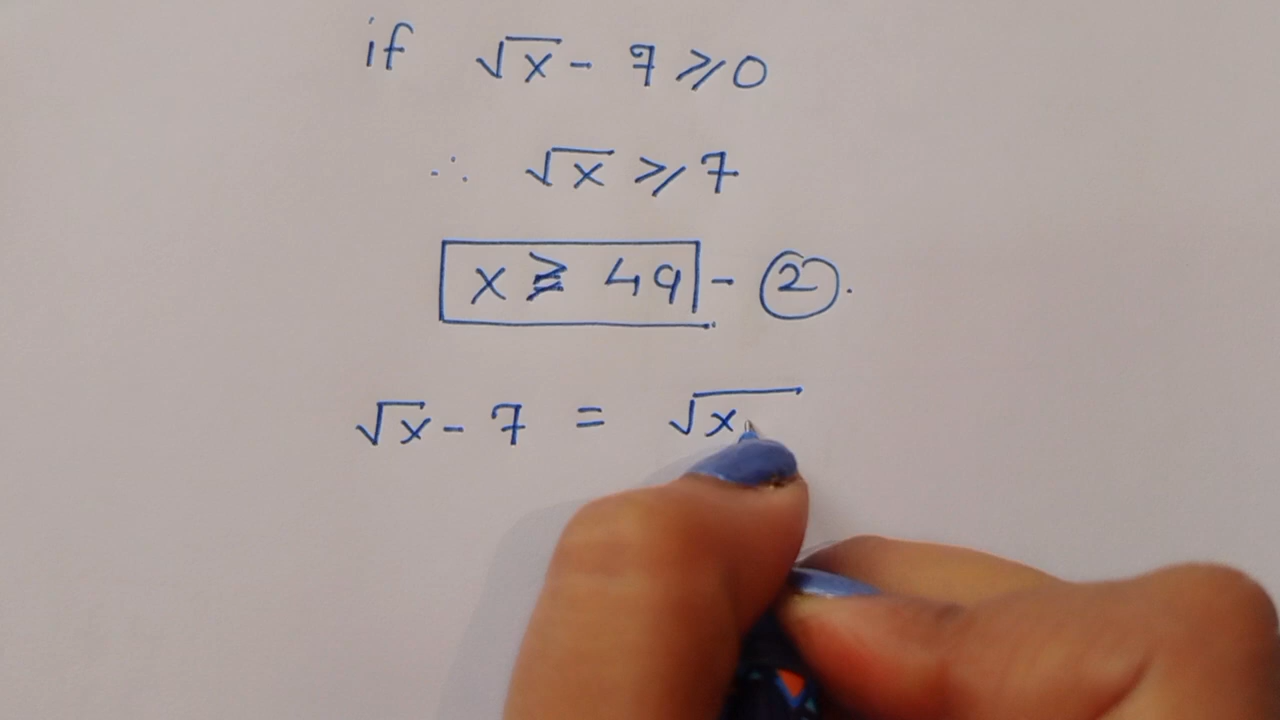 if √x - 7 ⩾ 0
∴ √x ⩾ 7
x ≥ 49 - ②.
√x - 7 = √x